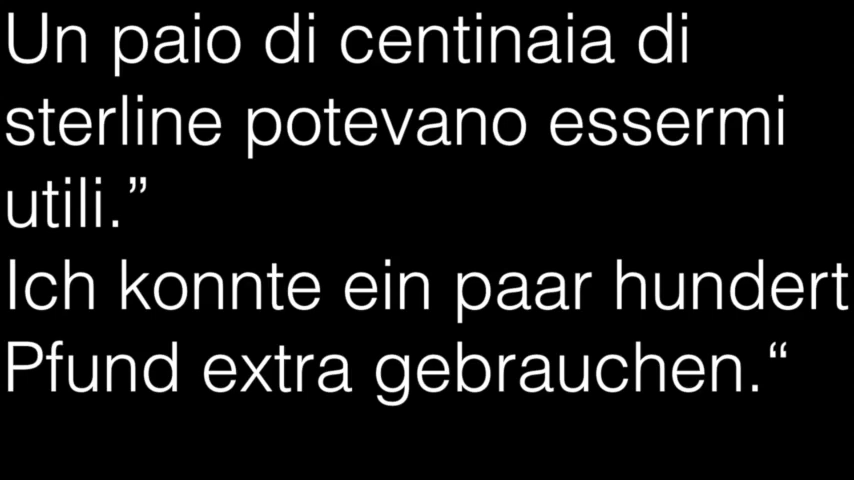 Un paio di centinaia di
sterline potevano essermi
utili.”
Ich konnte ein paar hundert
Pfund extra gebrauchen.“